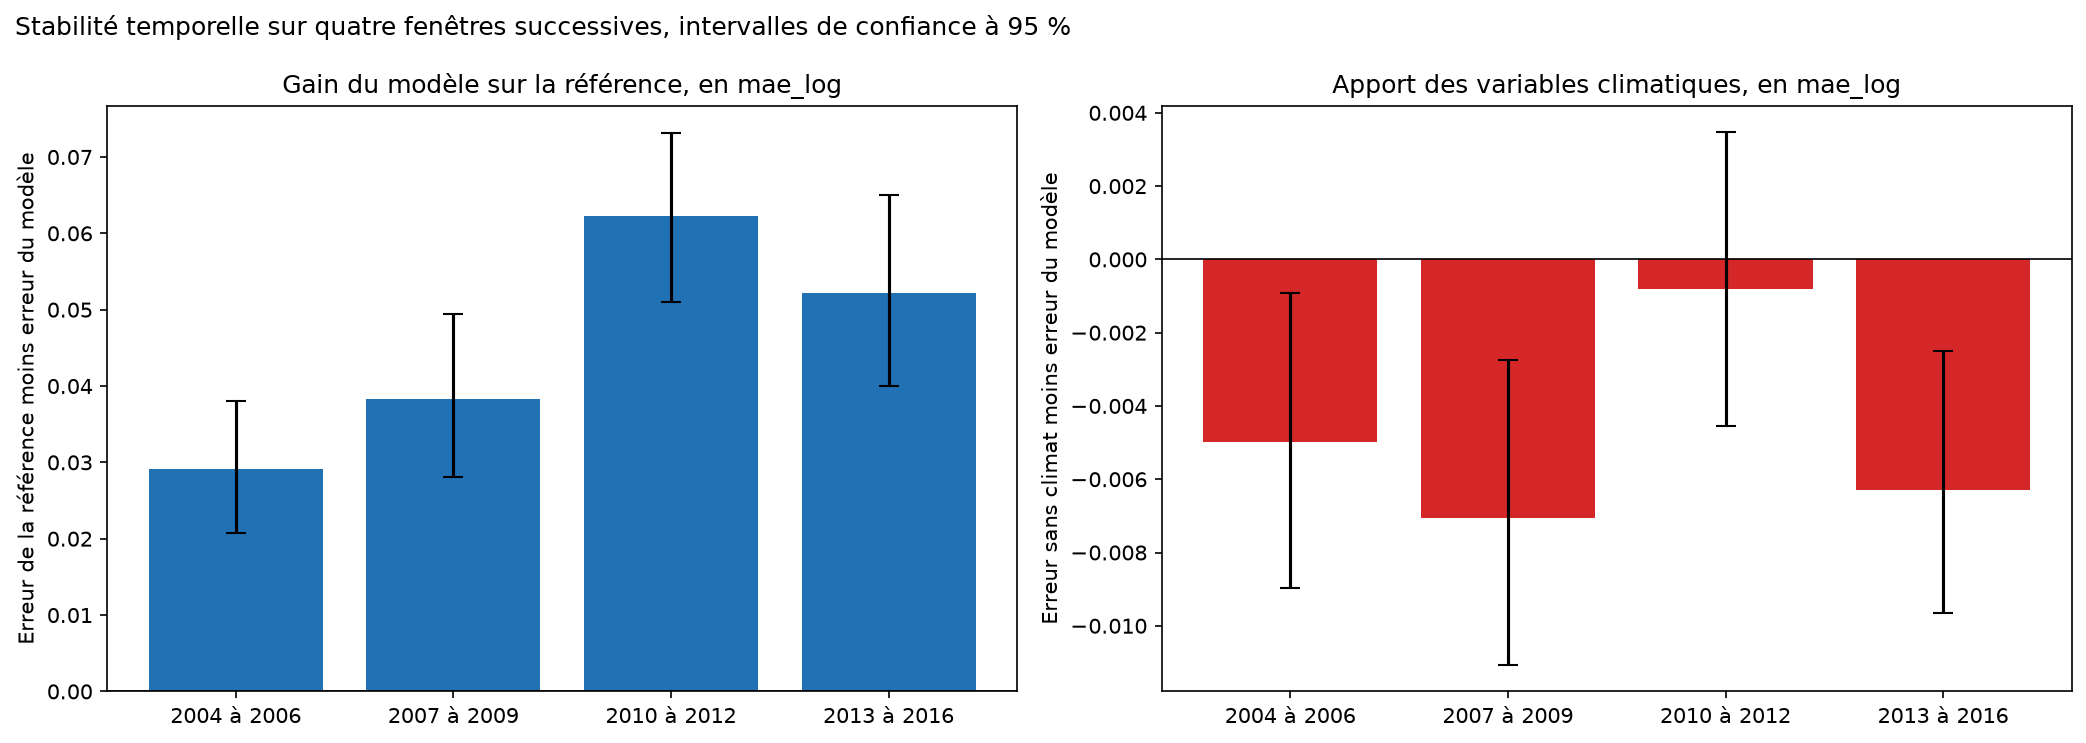 Stabilité temporelle sur quatre fenêtres successives, intervalles de confiance à 95 %
Gain du modèle sur la référence, en mae_log
Erreur de la référence moins erreur du modèle
0.07
0.06
0.05
0.04
0.03
0.02
0.01
0.00
2004 à 2006
2007 à 2009
2010 à 2012
2013 à 2016
Apport des variables climatiques, en mae_log
Erreur sans climat moins erreur du modèle
0.004
0.002
0.000
−0.002
−0.004
−0.006
−0.008
−0.010
2004 à 2006
2007 à 2009
2010 à 2012
2013 à 2016